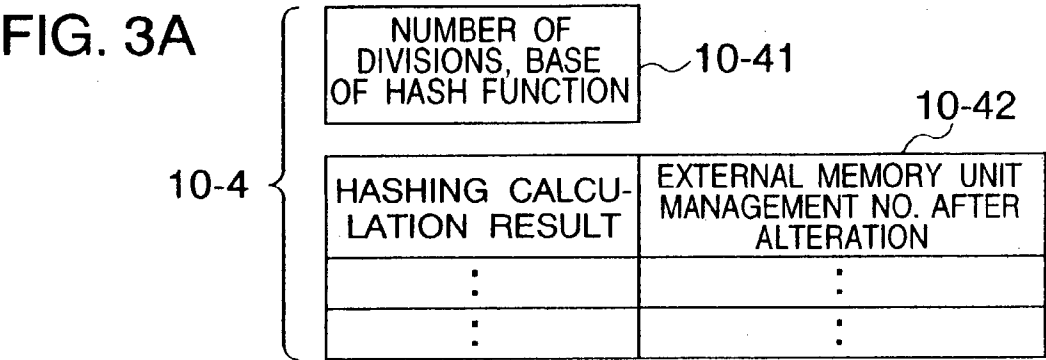 FIG. 3A
NUMBER OF
DIVISIONS, BASE
OF HASH FUNCTION
10-41
10-42
10-4
HASHING CALCU-
LATION RESULT
EXTERNAL MEMORY UNIT
MANAGEMENT NO. AFTER
ALTERATION
:
:
:
: